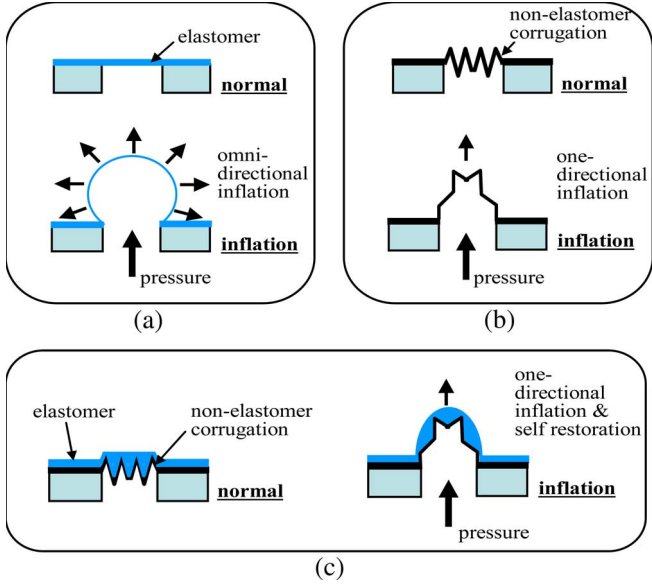 elastomer
normal
omni-
directional
inflation
inflation
pressure
(a)
non-elastomer
corrugation
normal
one-
directional
inflation
inflation
pressure
(b)
elastomer
non-elastomer
corrugation
normal
one-
directional
inflation &
self restoration
inflation
pressure
(c)